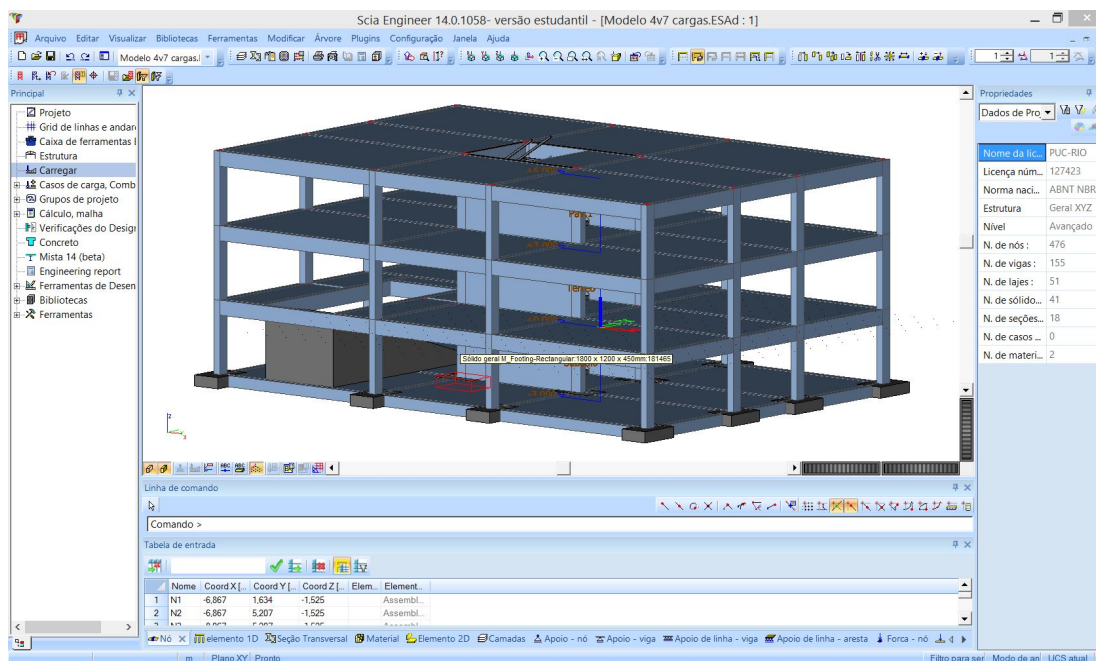 Scia Engineer 14.0.1058- versão estudantil - [Modelo 4v7 cargas.ESAd : 1]
Arquivo Editar Visualizar Bibliotecas Ferramentas Modificar Árvore Plugins Configuração Janela Ajuda
Modelo 4v7 cargas.
1 1
Principal
Projeto
Grid de linhas e andar
Caixa de ferramentas
Estrutura
Carregar
Casos de carga, Comb
Grupos de projeto
Cálculo, malha
Verificações do Design
Concreto
Mista 14 (beta)
Engineering report
Ferramentas de Desen
Bibliotecas
Ferramentas
Térreo
Sólido geral M_Footing-Rectangular:1800 x 1200 x 450mm:181465
z
x
Propriedades
Dados de Pro
Nome da lic... PUC-RIO
Licença núm... 127423
Norma naci... ABNT NBR
Estrutura Geral XYZ
Nível Avançado
N. de nós : 476
N. de vigas : 155
N. de lajes : 51
N. de sólido... 41
N. de seções... 18
N. de casos ... 0
N. de materi... 2
Linha de comando
Comando >
Tabela de entrada
Nome Coord X [... Coord Y [... Coord Z [... Elem... Element...
1 N1 -6,867 1,634 -1,525 Assembl...
2 N2 -6,867 5,207 -1,525 Assembl...
Nó elemento 1D Seção Transversal Material Elemento 2D Camadas Apoio - nó Apoio - viga Apoio de linha - viga Apoio de linha - aresta Forca - nó
m Plano XY Pronto Filtro para ser Modo de an UCS atual